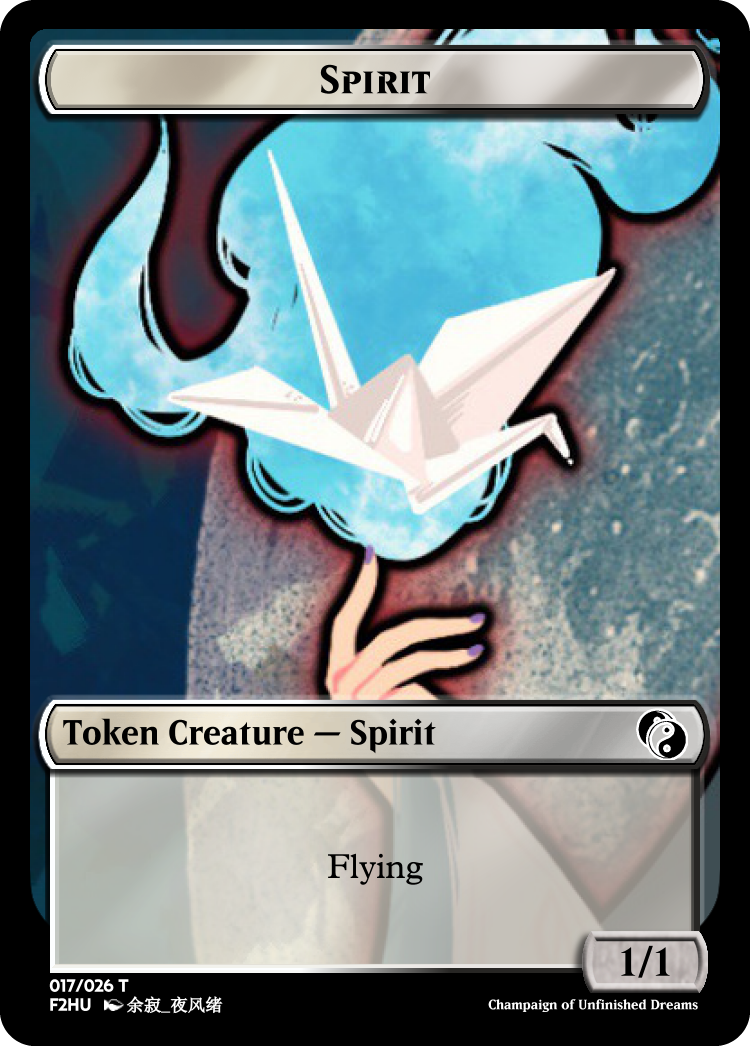 Spirit
Token Creature — Spirit
Flying
1/1
017/026 T
F2HU 余寂_夜风绪
Champaign of Unfinished Dreams